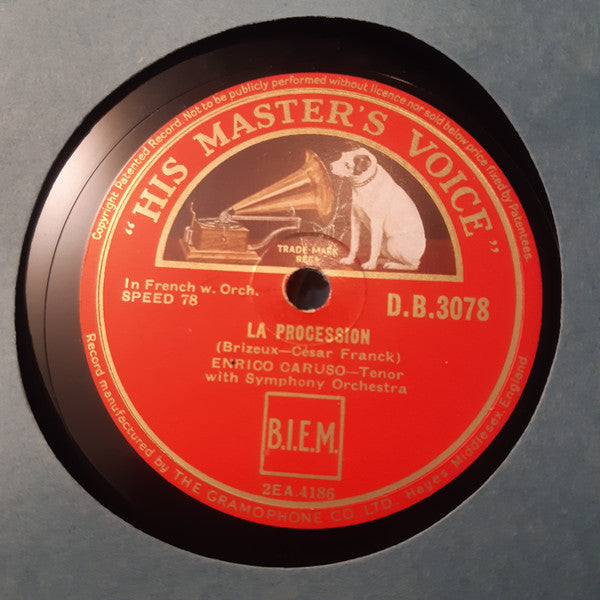 Copyright Patented Record. Not to be publicly performed without licence nor sold below price fixed by Patentees.
"HIS MASTER'S VOICE"
TRADE-MARK
REGD
In French w. Orch.
SPEED 78
D.B.3078
LA PROCESSION
(Brizeux—César Franck)
ENRICO CARUSO—Tenor
with Symphony Orchestra
B.I.E.M.
2EA.4186
Record manufactured by THE GRAMOPHONE CO. LTD. Hayes. Middlesex. England